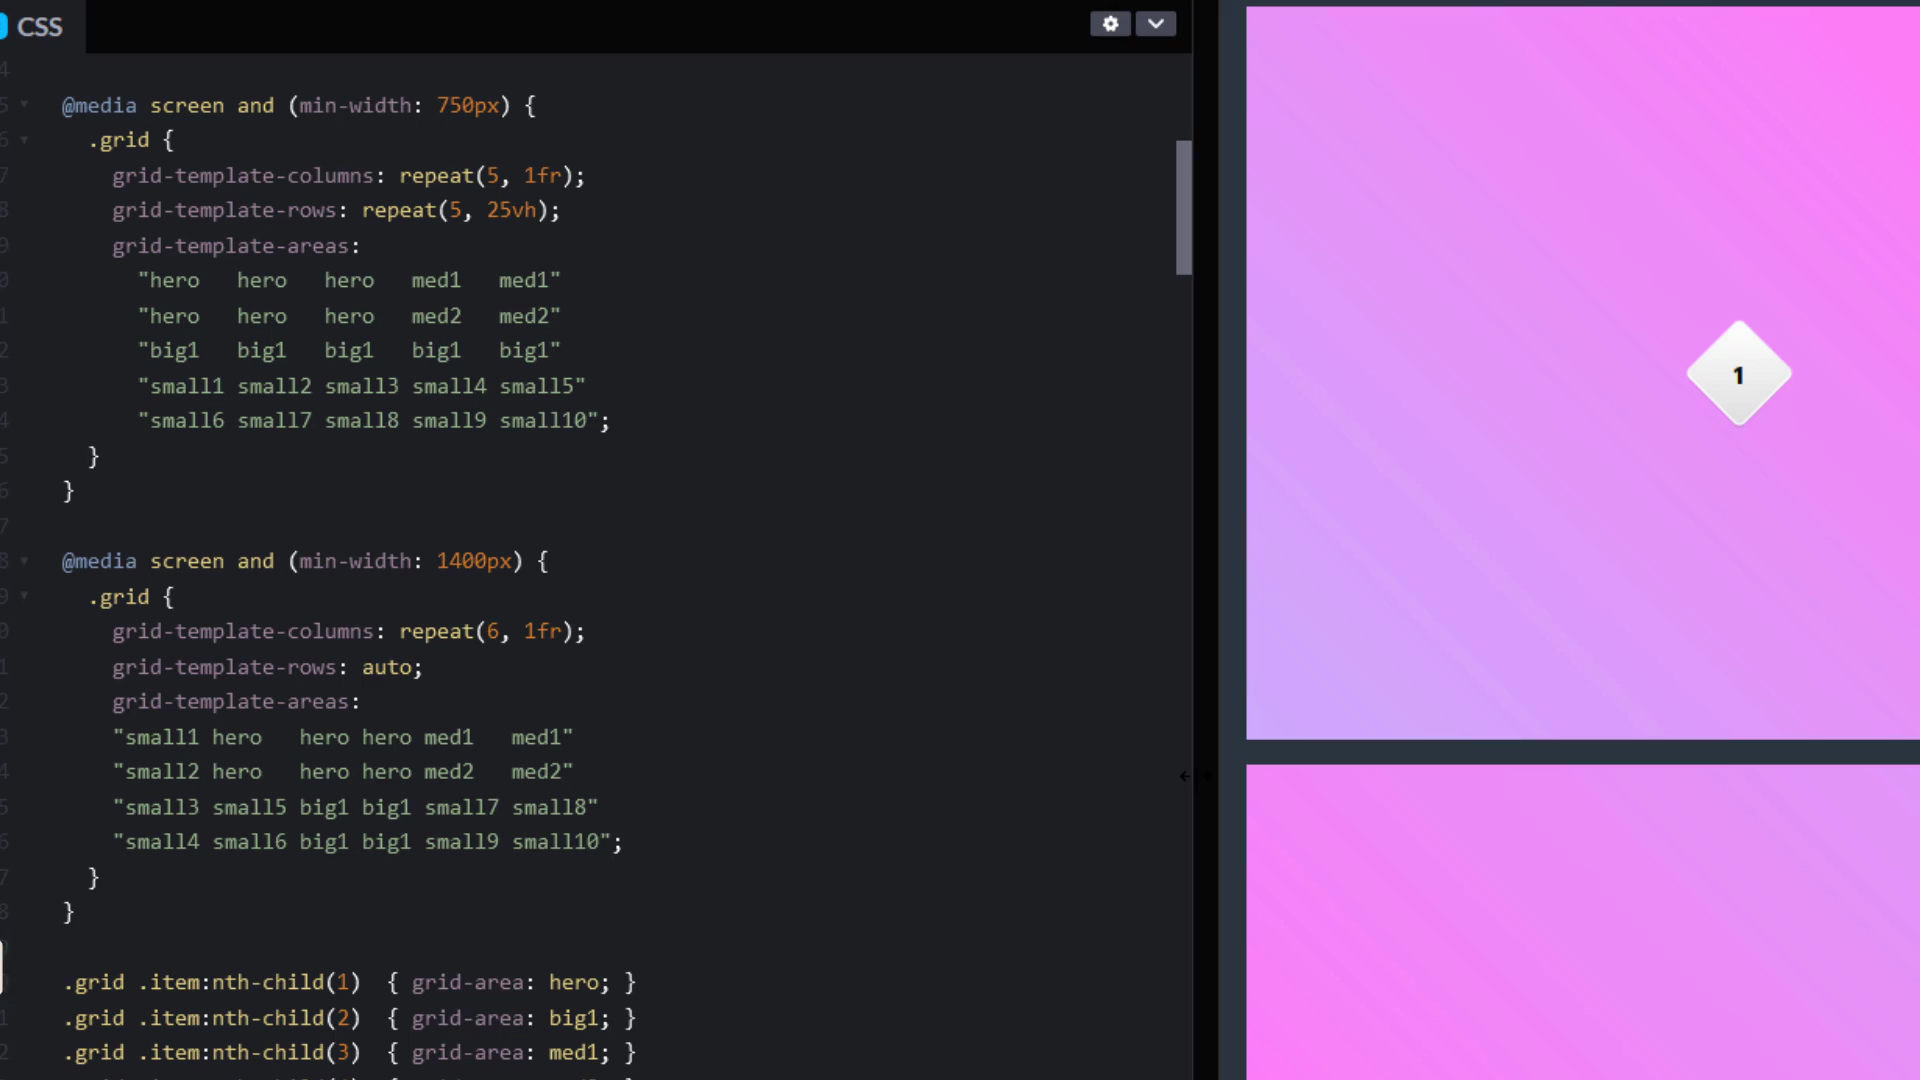 CSS
@media screen and (min-width: 750px) {
.grid {
grid-template-columns: repeat(5, 1fr);
grid-template-rows: repeat(5, 25vh);
grid-template-areas:
"hero hero hero med1 med1"
"hero hero hero med2 med2"
"big1 big1 big1 big1 big1"
"small1 small2 small3 small4 small5"
"small6 small7 small8 small9 small10";
}
}
@media screen and (min-width: 1400px) {
.grid {
grid-template-columns: repeat(6, 1fr);
grid-template-rows: auto;
grid-template-areas:
"small1 hero hero hero med1 med1"
"small2 hero hero hero med2 med2"
"small3 small5 big1 big1 small7 small8"
"small4 small6 big1 big1 small9 small10";
}
}
.grid .item:nth-child(1) { grid-area: hero; }
.grid .item:nth-child(2) { grid-area: big1; }
.grid .item:nth-child(3) { grid-area: med1; }
1